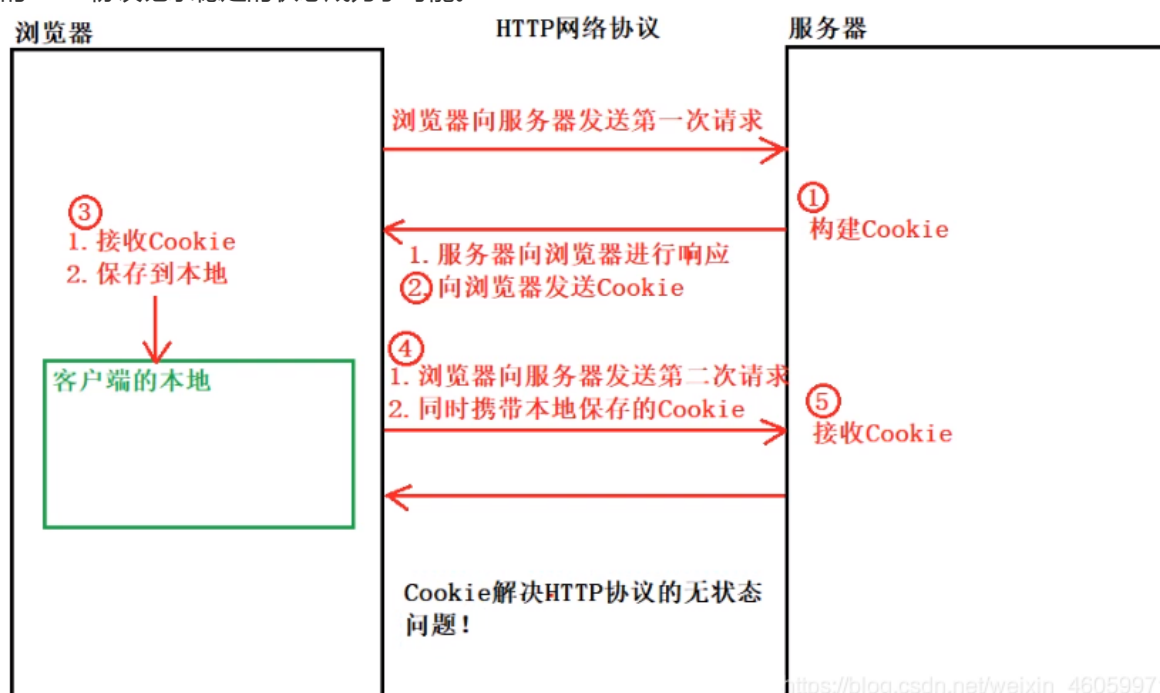 浏览器
HTTP网络协议
服务器
浏览器向服务器发送第一次请求
①
构建Cookie
1. 服务器向浏览器进行响应
② 向浏览器发送Cookie
③
1. 接收Cookie
2. 保存到本地
客户端的本地
④
1. 浏览器向服务器发送第二次请求
2. 同时携带本地保存的Cookie
⑤
接收Cookie
Cookie解决HTTP协议的无状态
问题！
https://blog.csdn.net/weixin_4605997